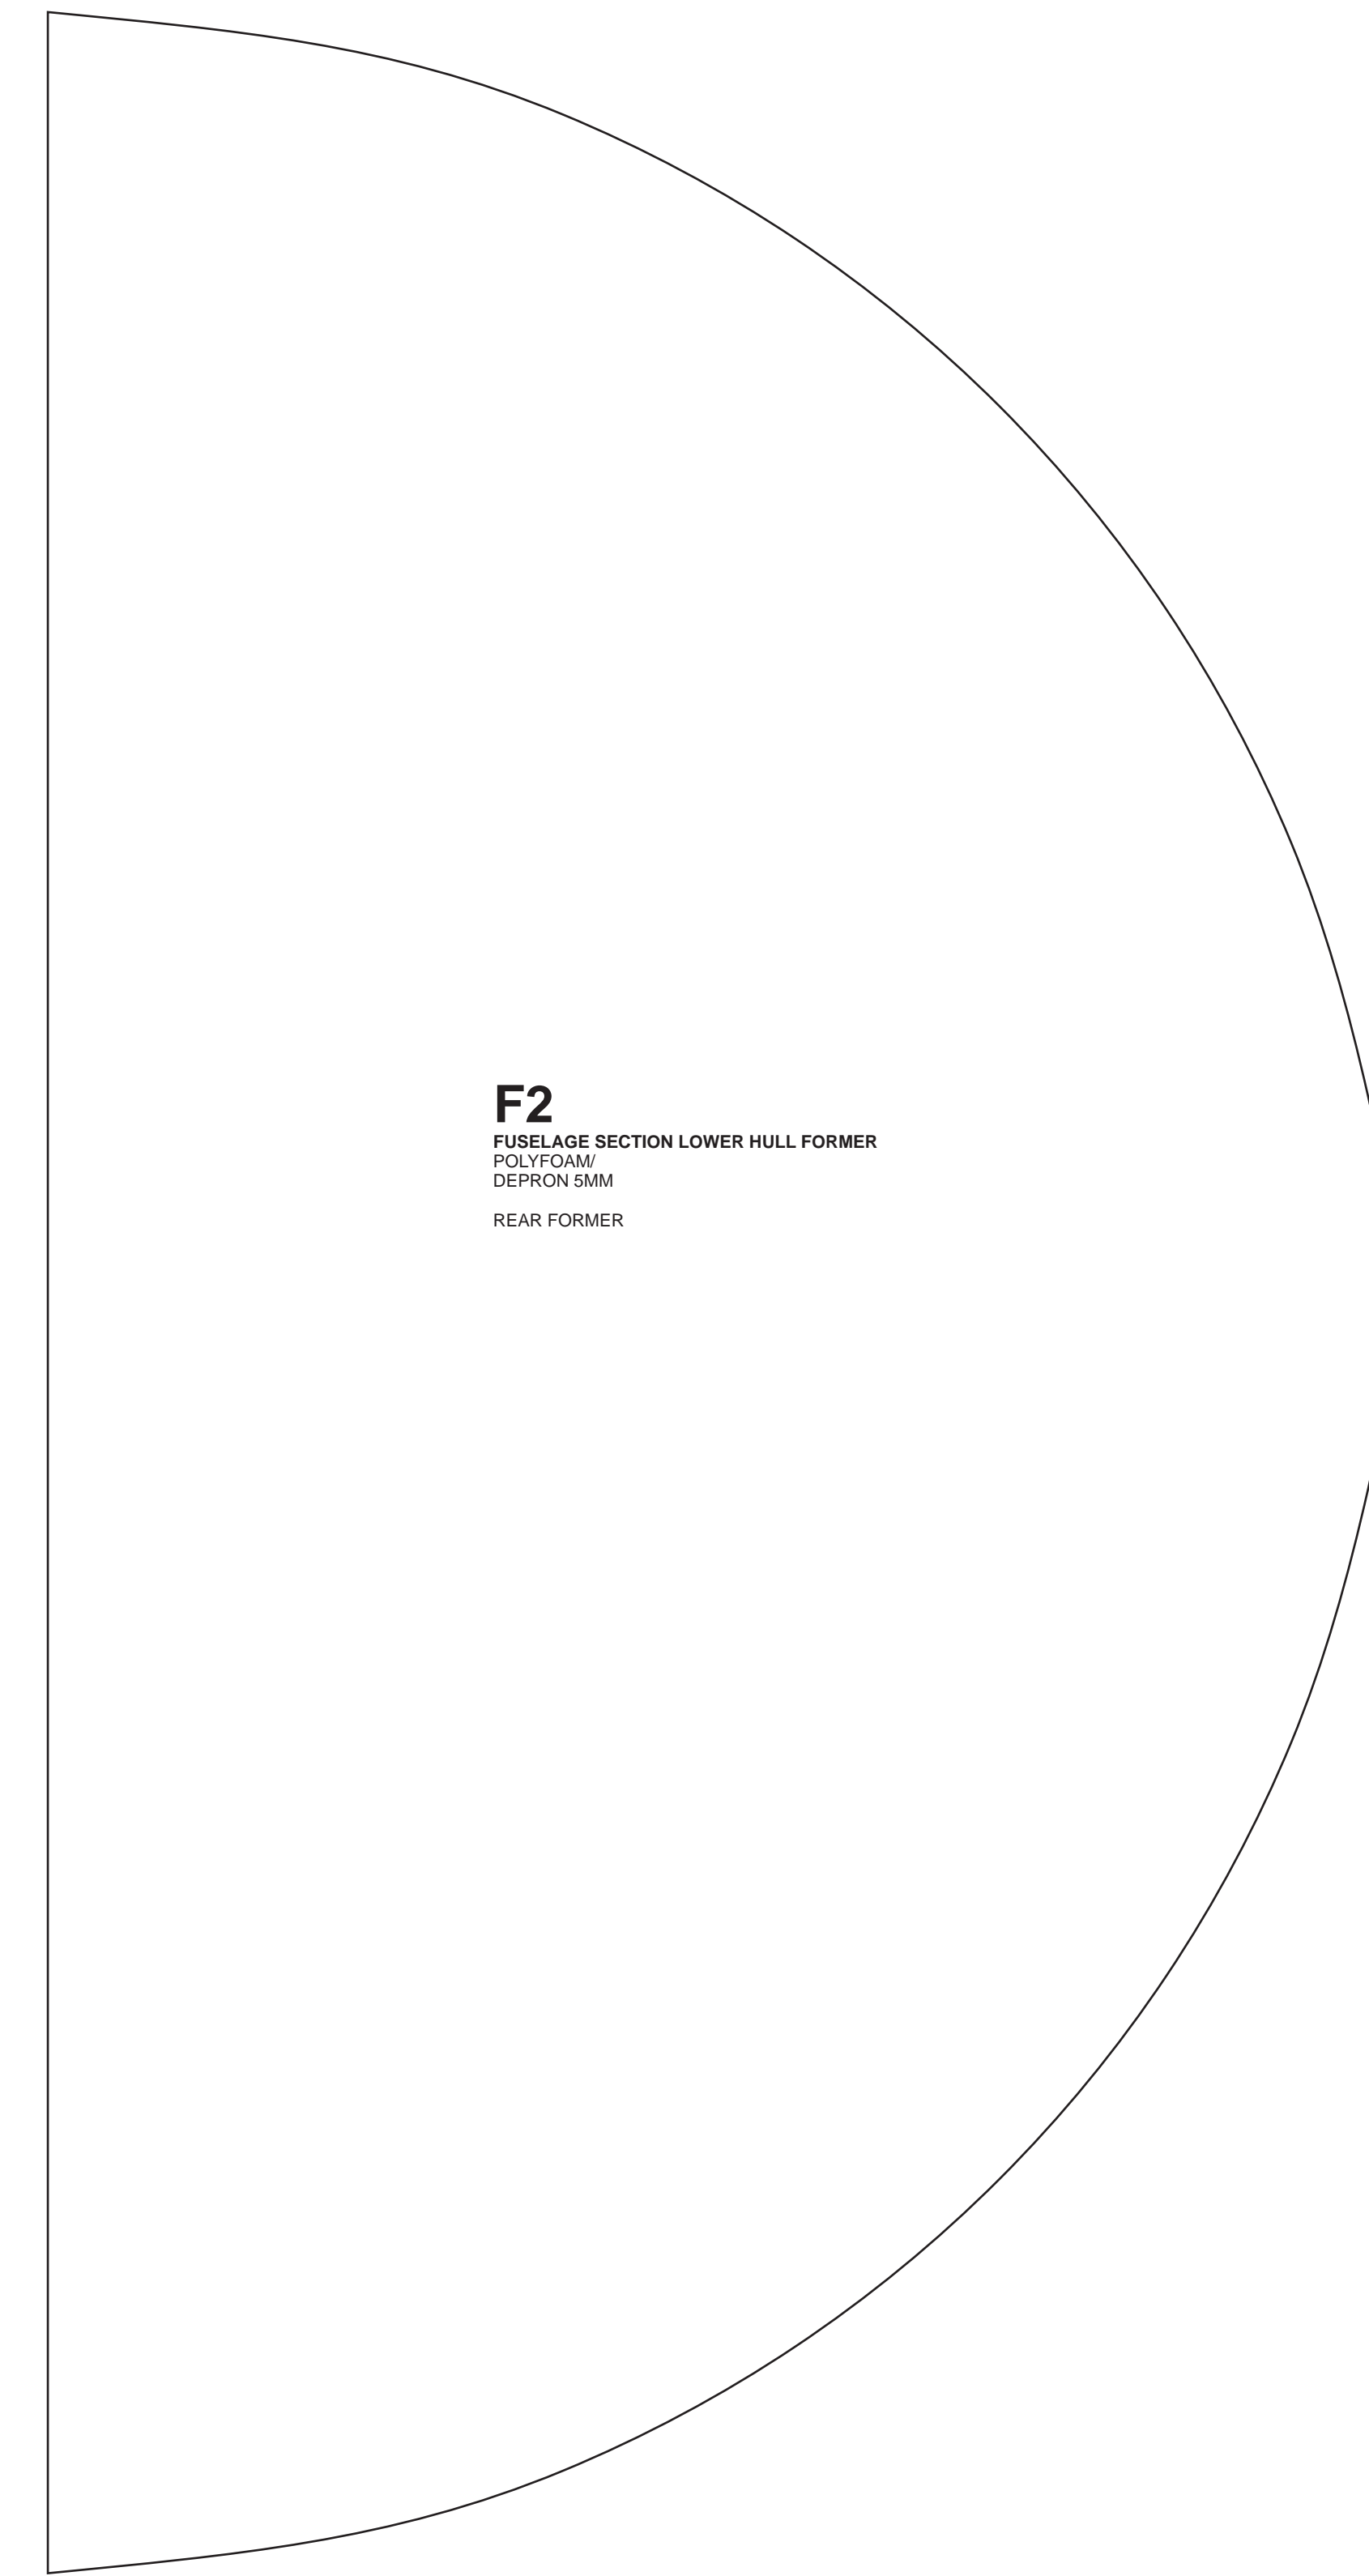 F2
FUSELAGE SECTION LOWER HULL FORMER
POLYFOAM/
DEPRON 5MM
REAR FORMER